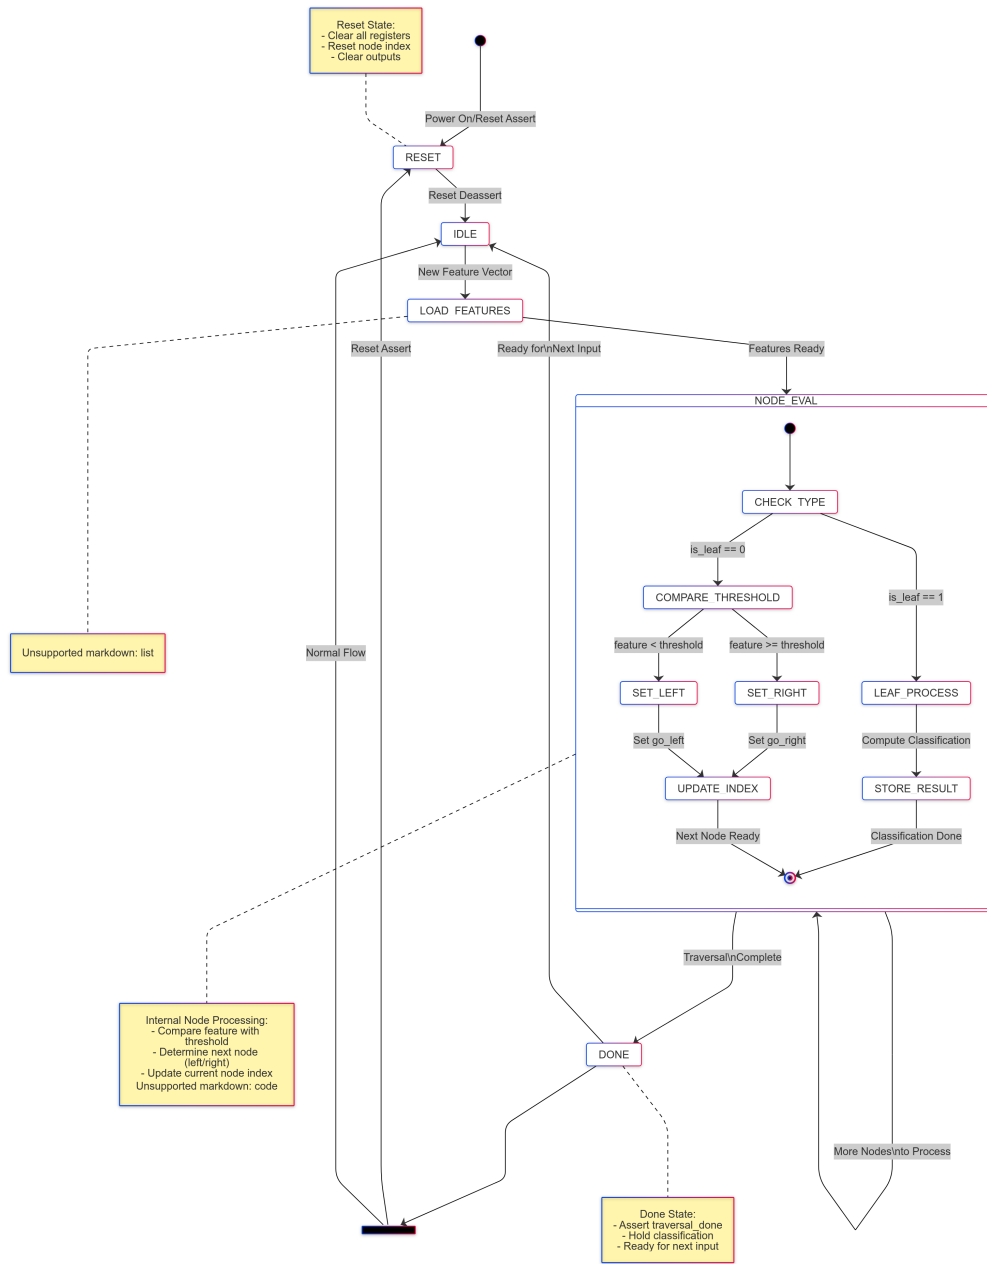 Reset State:
- Clear all registers
- Reset node index
- Clear outputs
Power On/Reset Assert
RESET
Reset Deassert
IDLE
New Feature Vector
LOAD_FEATURES
Reset Assert
Ready for\nNext Input
Features Ready
NODE_EVAL
CHECK_TYPE
is_leaf == 0
COMPARE_THRESHOLD
is_leaf == 1
feature < threshold
feature >= threshold
Unsupported markdown: list
Normal Flow
SET_LEFT
SET_RIGHT
LEAF_PROCESS
Set go_left
Set go_right
Compute Classification
UPDATE_INDEX
STORE_RESULT
Next Node Ready
Classification Done
Traversal\nComplete
Internal Node Processing:
- Compare feature with
threshold
- Determine next node
(left/right)
- Update current node index
Unsupported markdown: code
DONE
More Nodes\nto Process
Done State:
- Assert traversal_done
- Hold classification
- Ready for next input